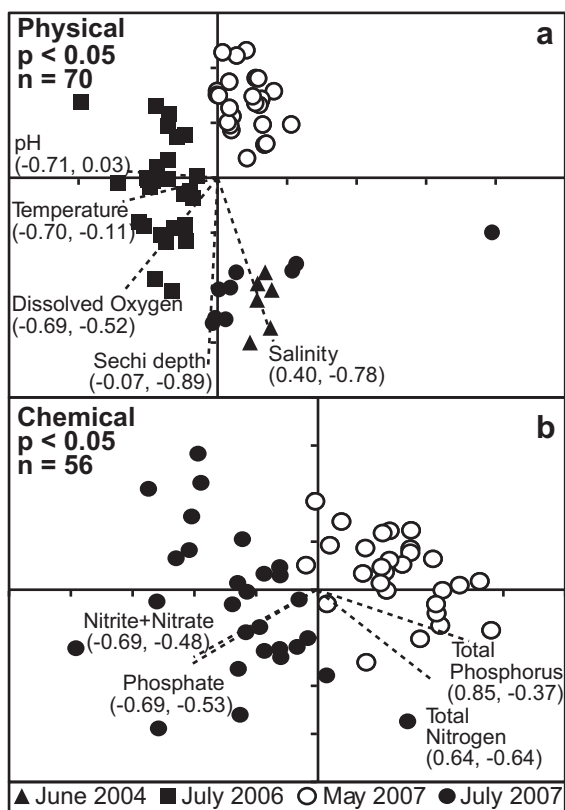 Physical
p < 0.05
n = 70
a
pH
(-0.71, 0.03)
Temperature
(-0.70, -0.11)
Dissolved Oxygen
(-0.69, -0.52)
Sechi depth
(-0.07, -0.89)
Salinity
(0.40, -0.78)
Chemical
p < 0.05
n = 56
b
Nitrite+Nitrate
(-0.69, -0.48)
Phosphate
(-0.69, -0.53)
Total
Phosphorus
(0.85, -0.37)
Total
Nitrogen
(0.64, -0.64)
June 2004 July 2006 May 2007 July 2007